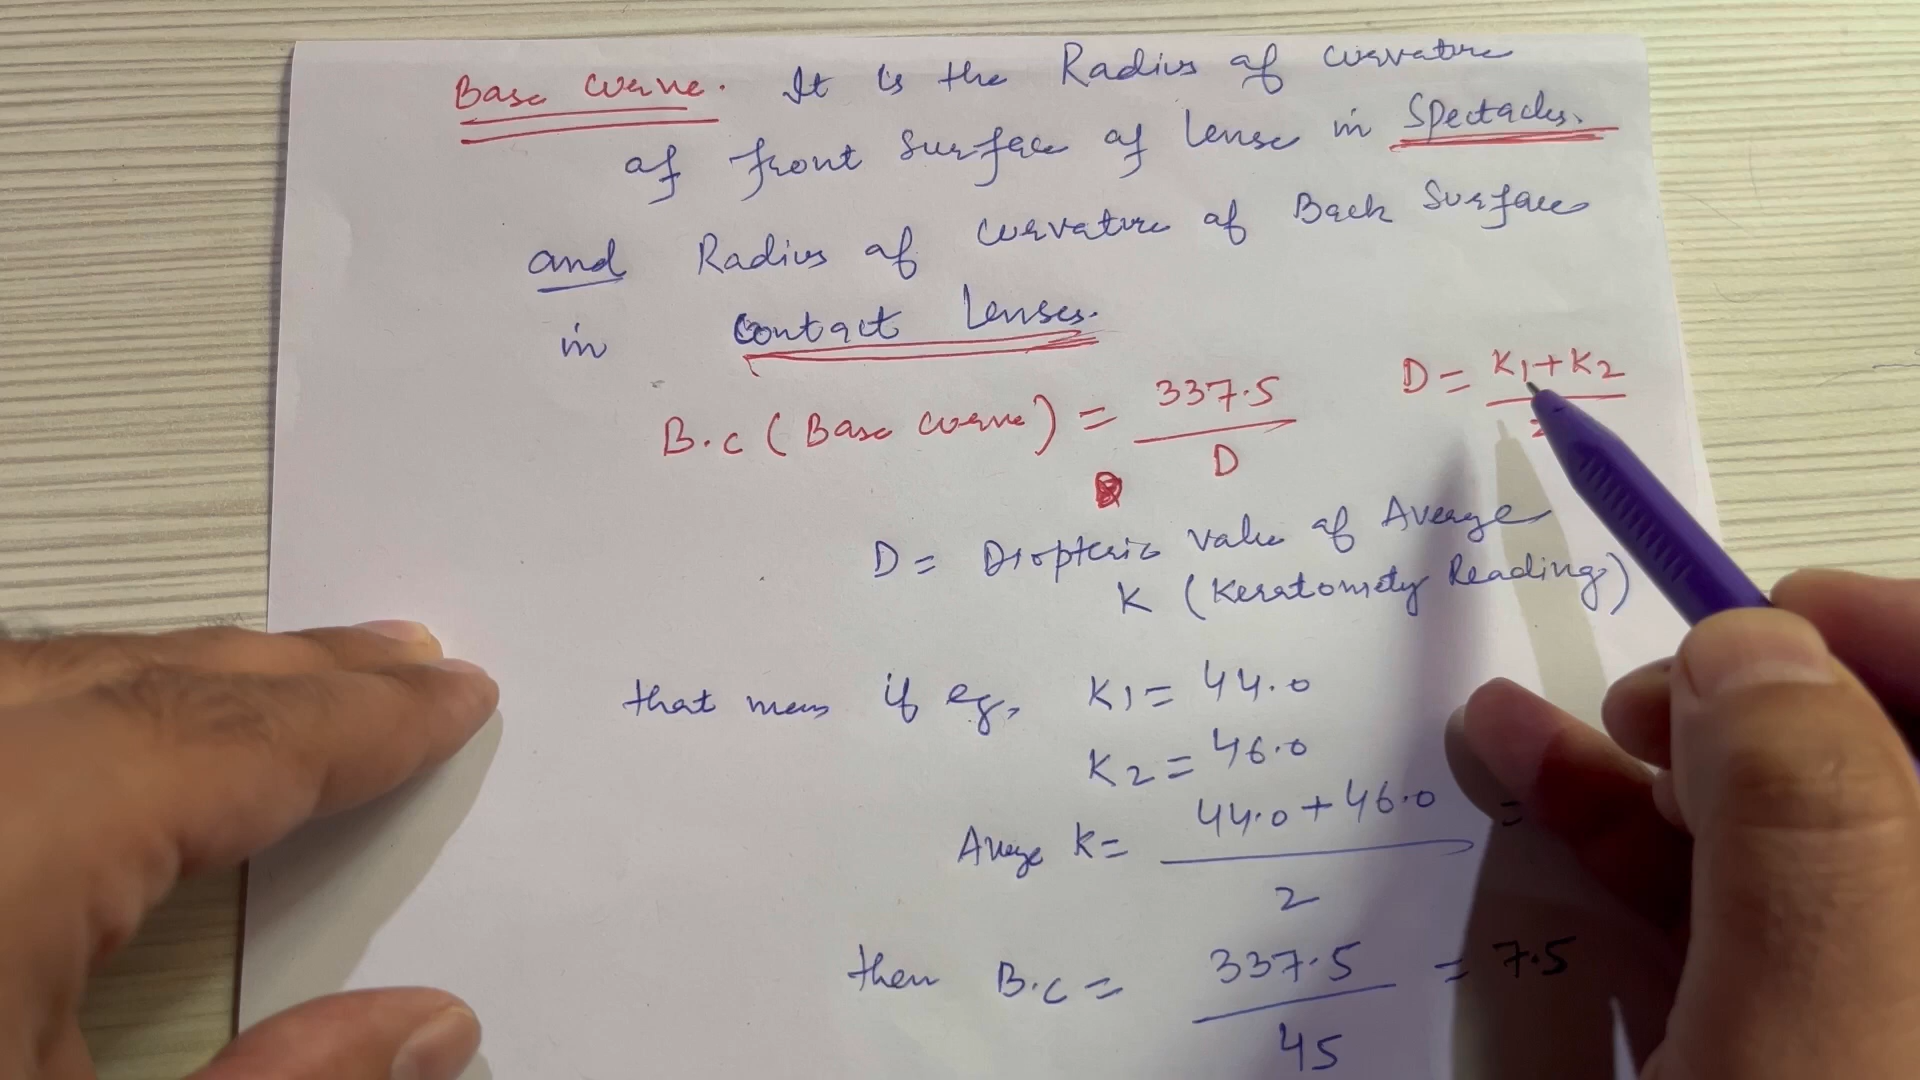 Base curve. It is the Radius of curvature
of front surface of lense in Spectacles.
and Radius of curvature of Back surface
in contact lenses.
B.C (Base curve) = 337.5 / D
D = K1+K2 / 2
D = Dioptric value of Average
K (Keratometry Reading)
that mens if eg, K1 = 44.0
K2 = 46.0
Average K = 44.0 + 46.0 / 2 =
then B.C = 337.5 / 45 = 7.5